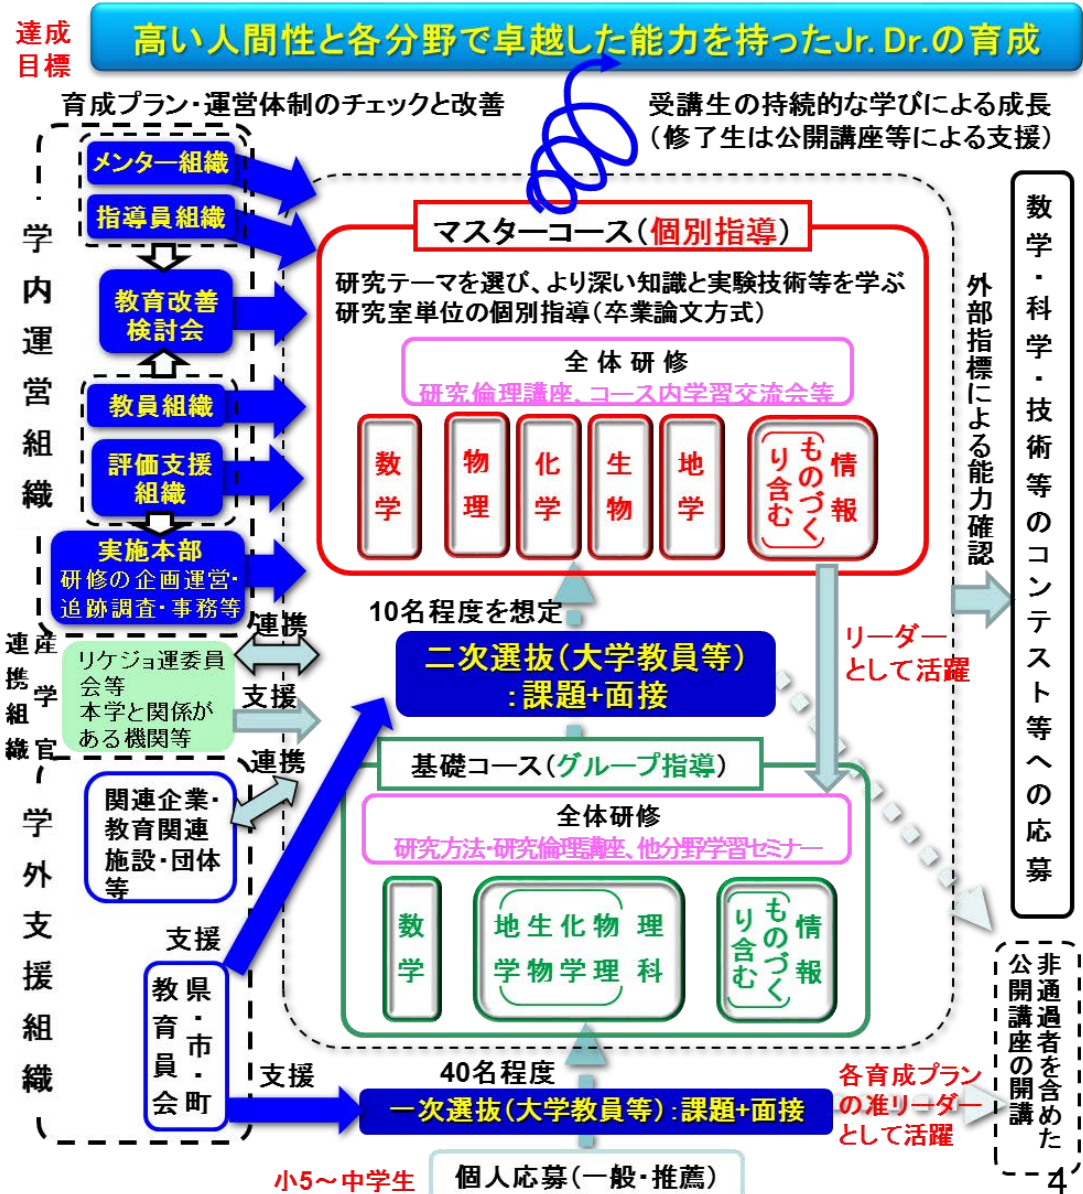 達成
目標
高い人間性と各分野で卓越した能力を持ったJr. Dr.の育成
育成プラン・運営体制のチェックと改善
受講生の持続的な学びによる成長
（修了生は公開講座等による支援）
学内運営組織
メンター組織
指導員組織
教育改善
検討会
教員組織
評価支援
組織
実施本部
研修の企画運営・
追跡調査・事務等
マスターコース（個別指導）
研究テーマを選び、より深い知識と実験技術等を学ぶ
研究室単位の個別指導（卒業論文方式）
全体研修
研究倫理講座、コース内学習交流会等
数学
物理
化学
生物
地学
情報
（ものづくり含む）
外部指標による能力確認
数学・科学・技術等のコンテスト等への応募
10名程度を想定
二次選抜（大学教員等）
：課題+面接
リーダー
として活躍
産学官
連携組織
リケジョ運委員
会等
本学と関係が
ある機関等
連携
支援
連携
学外支援組織
関連企業・
教育関連
施設・団体
等
支援
県・市・町
教育員会
支援
基礎コース（グループ指導）
全体研修
研究方法・研究倫理講座、他分野学習セミナー
数学
理科
（物理
化学
生物
地学）
情報
（ものづくり含む）
40名程度
一次選抜（大学教員等）：課題+面接
各育成プラン
の准リーダー
として活躍
非通過者を含めた
公開講座の開講
小5～中学生
個人応募（一般・推薦）
4